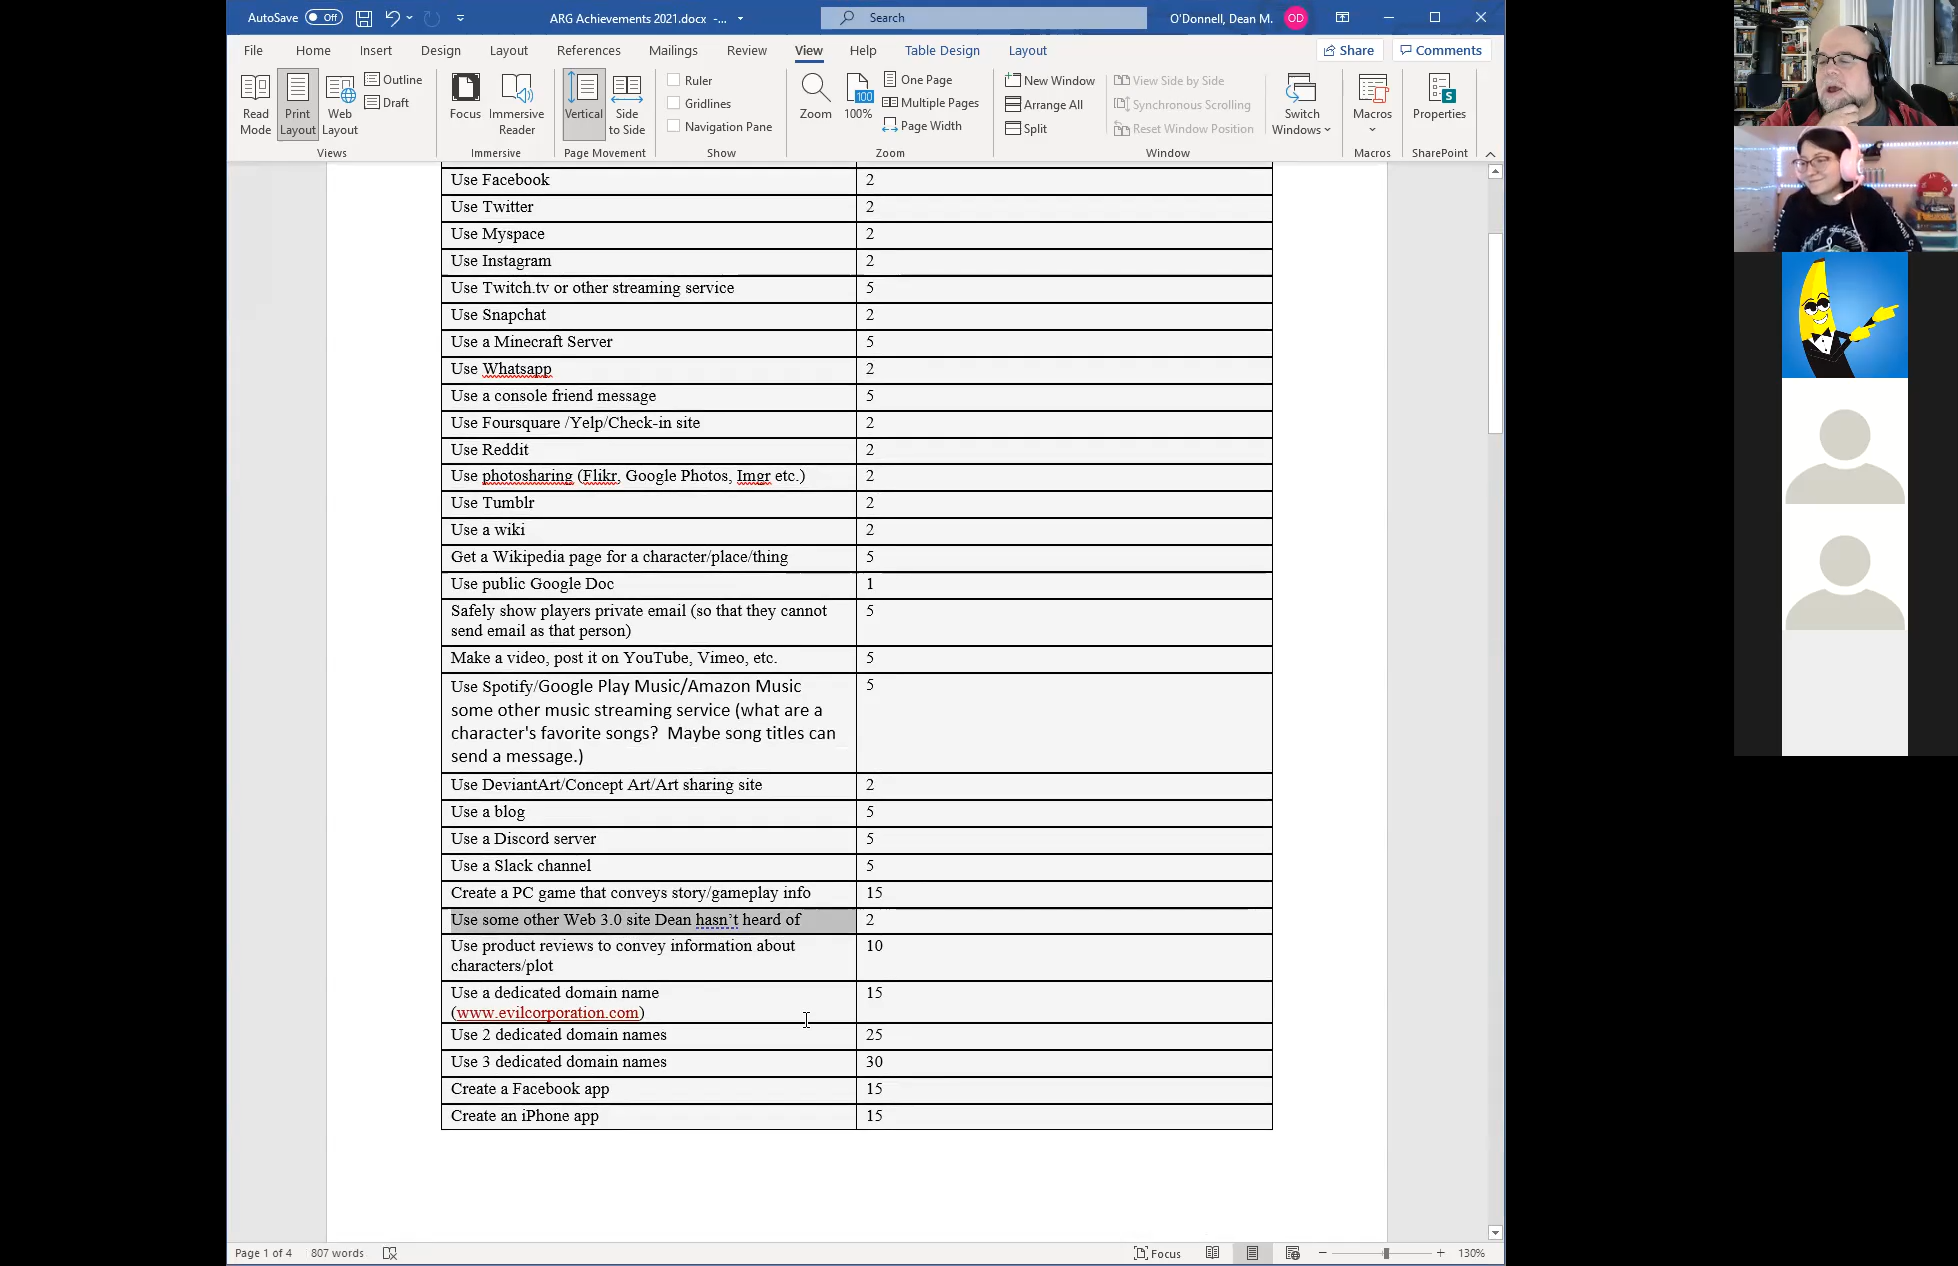 AutoSave Off ARG Achievements 2021.docx -... Search O'Donnell, Dean M. OD
File Home Insert Design Layout References Mailings Review View Help Table Design Layout Share Comments
Read Mode
Print Layout
Web Layout
Outline
Draft
Views
Focus
Immersive Reader
Immersive
Vertical
Side to Side
Page Movement
Ruler
Gridlines
Navigation Pane
Show
Zoom
100
100%
One Page
Multiple Pages
Page Width
Zoom
New Window
Arrange All
Split
View Side by Side
Synchronous Scrolling
Reset Window Position
Switch Windows
Window
Macros
Macros
S
Properties
SharePoint
Use Facebook 2
Use Twitter 2
Use Myspace 2
Use Instagram 2
Use Twitch.tv or other streaming service 5
Use Snapchat 2
Use a Minecraft Server 5
Use Whatsapp 2
Use a console friend message 5
Use Foursquare /Yelp/Check-in site 2
Use Reddit 2
Use photosharing (Flikr, Google Photos, Imgr etc.) 2
Use Tumblr 2
Use a wiki 2
Get a Wikipedia page for a character/place/thing 5
Use public Google Doc 1
Safely show players private email (so that they cannot 5
send email as that person)
Make a video, post it on YouTube, Vimeo, etc. 5
Use Spotify/Google Play Music/Amazon Music 5
some other music streaming service (what are a
character's favorite songs?  Maybe song titles can
send a message.)
Use DeviantArt/Concept Art/Art sharing site 2
Use a blog 5
Use a Discord server 5
Use a Slack channel 5
Create a PC game that conveys story/gameplay info 15
Use some other Web 3.0 site Dean hasn’t heard of 2
Use product reviews to convey information about 10
characters/plot
Use a dedicated domain name 15
(www.evilcorporation.com)
Use 2 dedicated domain names 25
Use 3 dedicated domain names 30
Create a Facebook app 15
Create an iPhone app 15
Page 1 of 4 807 words Focus 130%